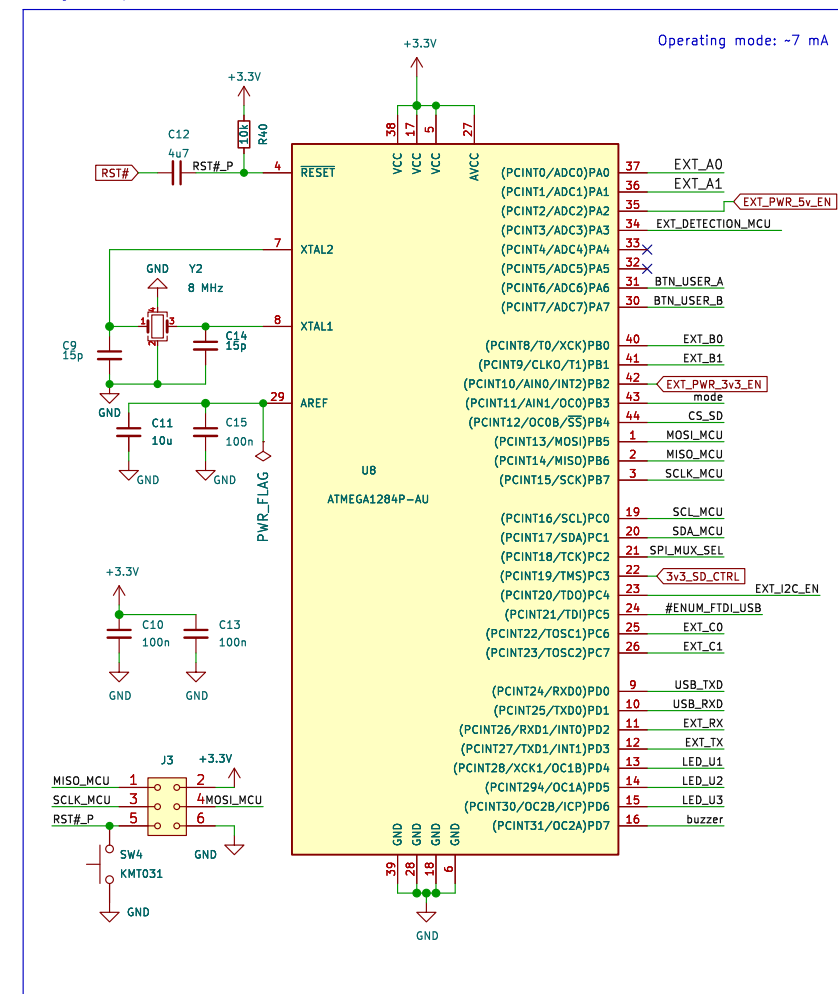 Operating mode: ~7 mA
+3.3V
+3.3V
C12
4u7
10k
R40
RST#
RST#_P
4
RESET
38
17
5
27
VCC
VCC
VCC
AVCC
7
XTAL2
GND
Y2
8 MHz
4
1
3
2
8
XTAL1
C9
15p
C14
15p
GND
29
AREF
C11
10u
C15
100n
GND
GND
PWR_FLAG
U8
ATMEGA1284P-AU
(PCINT0/ADC0)PA0
37
EXT_A0
(PCINT1/ADC1)PA1
36
EXT_A1
(PCINT2/ADC2)PA2
35
EXT_PWR_5v_EN
(PCINT3/ADC3)PA3
34
EXT_DETECTION_MCU
(PCINT4/ADC4)PA4
33
(PCINT5/ADC5)PA5
32
(PCINT6/ADC6)PA6
31
BTN_USER_A
(PCINT7/ADC7)PA7
30
BTN_USER_B
(PCINT8/T0/XCK)PB0
40
EXT_B0
(PCINT9/CLKO/T1)PB1
41
EXT_B1
(PCINT10/AIN0/INT2)PB2
42
EXT_PWR_3v3_EN
(PCINT11/AIN1/OC0)PB3
43
mode
(PCINT12/OC0B/SS)PB4
44
CS_SD
(PCINT13/MOSI)PB5
1
MOSI_MCU
(PCINT14/MISO)PB6
2
MISO_MCU
(PCINT15/SCK)PB7
3
SCLK_MCU
(PCINT16/SCL)PC0
19
SCL_MCU
(PCINT17/SDA)PC1
20
SDA_MCU
(PCINT18/TCK)PC2
21
SPI_MUX_SEL
(PCINT19/TMS)PC3
22
3v3_SD_CTRL
(PCINT20/TDO)PC4
23
EXT_I2C_EN
(PCINT21/TDI)PC5
24
#ENUM_FTDI_USB
(PCINT22/TOSC1)PC6
25
EXT_C0
(PCINT23/TOSC2)PC7
26
EXT_C1
(PCINT24/RXD0)PD0
9
USB_TXD
(PCINT25/TXD0)PD1
10
USB_RXD
(PCINT26/RXD1/INT0)PD2
11
EXT_RX
(PCINT27/TXD1/INT1)PD3
12
EXT_TX
(PCINT28/XCK1/OC1B)PD4
13
LED_U1
(PCINT294/OC1A)PD5
14
LED_U2
(PCINT30/OC2B/ICP)PD6
15
LED_U3
(PCINT31/OC2A)PD7
16
buzzer
+3.3V
C10
100n
C13
100n
GND
GND
J3
+3.3V
MISO_MCU
1
2
SCLK_MCU
3
4
MOSI_MCU
RST#_P
5
6
GND
SW4
KMT031
GND
GND
GND
GND
GND
39
28
18
6
GND